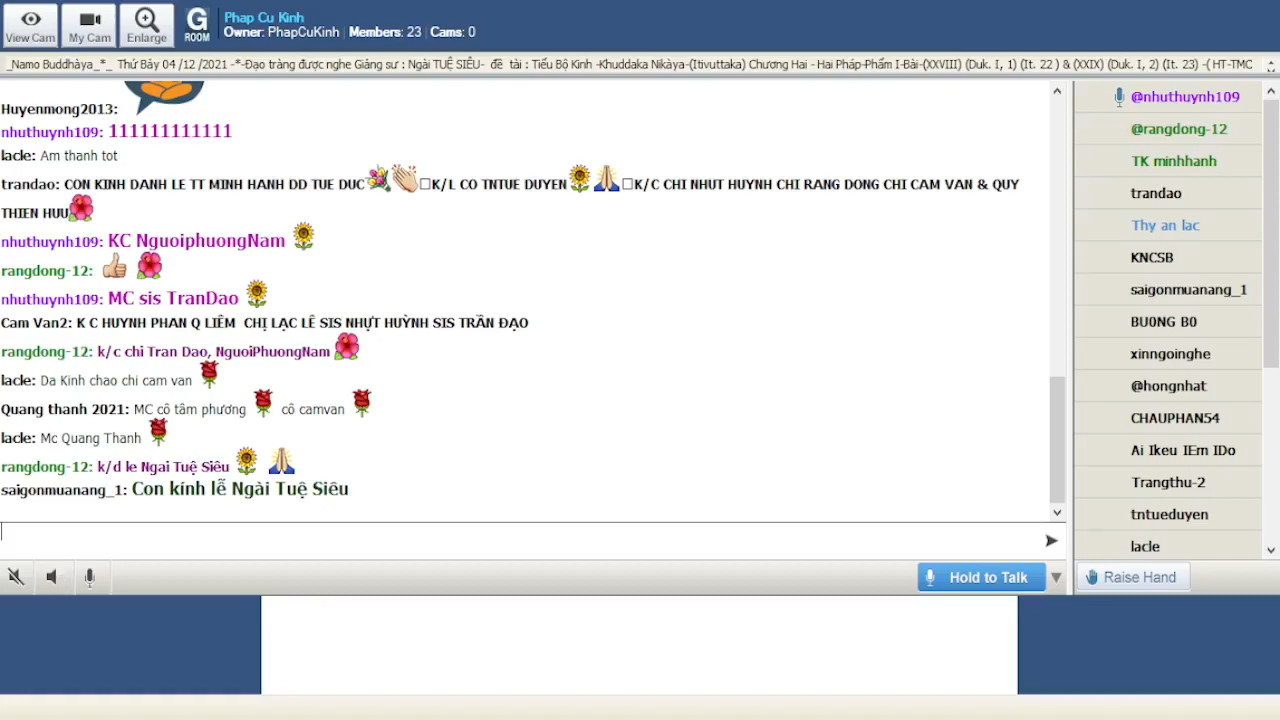 View Cam
My Cam
Enlarge
G
ROOM
Phap Cu Kinh
Owner: PhapCuKinh | Members: 23 | Cams: 0
_Namo Buddhàya_*_ Thứ Bảy 04 /12 /2021 -*-Đạo tràng được nghe Giảng sư : Ngài TUỆ SIÊU- đề tài : Tiểu Bộ Kinh -Khuddaka Nikàya-(Itivuttaka) Chương Hai - Hai Pháp-Phẩm I-Bài-(XXVIII) (Duk. I, 1) (It. 22 ) & (XXIX) (Duk. I, 2) (It. 23) -( HT-TMC
Huyenmong2013:
nhuthuynh109: 111111111111
lacle: Am thanh tot
trandao: CON KINH DANH LE TT MINH HANH DD TUE DUC K/L CO TNTUE DUYEN K/C CHI NHUT HUYNH CHI RANG DONG CHI CAM VAN & QUY
THIEN HUU
nhuthuynh109: KC NguoiphuongNam
rangdong-12:
nhuthuynh109: MC sis TranDao
Cam Van2: K C HUYNH PHAN Q LIÊM CHỊ LẠC LÊ SIS NHỰT HUỲNH SIS TRẦN ĐẠO
rangdong-12: k/c chi Tran Dao, NguoiPhuongNam
lacle: Da Kinh chao chi cam van
Quang thanh 2021: MC cô tâm phương cô camvan
lacle: Mc Quang Thanh
rangdong-12: k/d le Ngai Tuệ Siêu
saigonmuanang_1: Con kính lễ Ngài Tuệ Siêu
Hold to Talk
@nhuthuynh109
@rangdong-12
TK minhhanh
trandao
Thy an lac
KNCSB
saigonmuanang_1
BU0NG B0
xinngoinghe
@hongnhat
CHAUPHAN54
Ai Ikeu IEm IDo
Trangthu-2
tntueduyen
lacle
Raise Hand